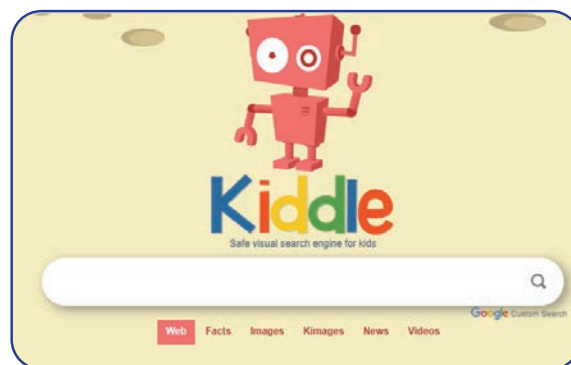 Kiddle
Safe visual search engine for kids
Google Custom Search
Web Facts Images Kimages News Videos